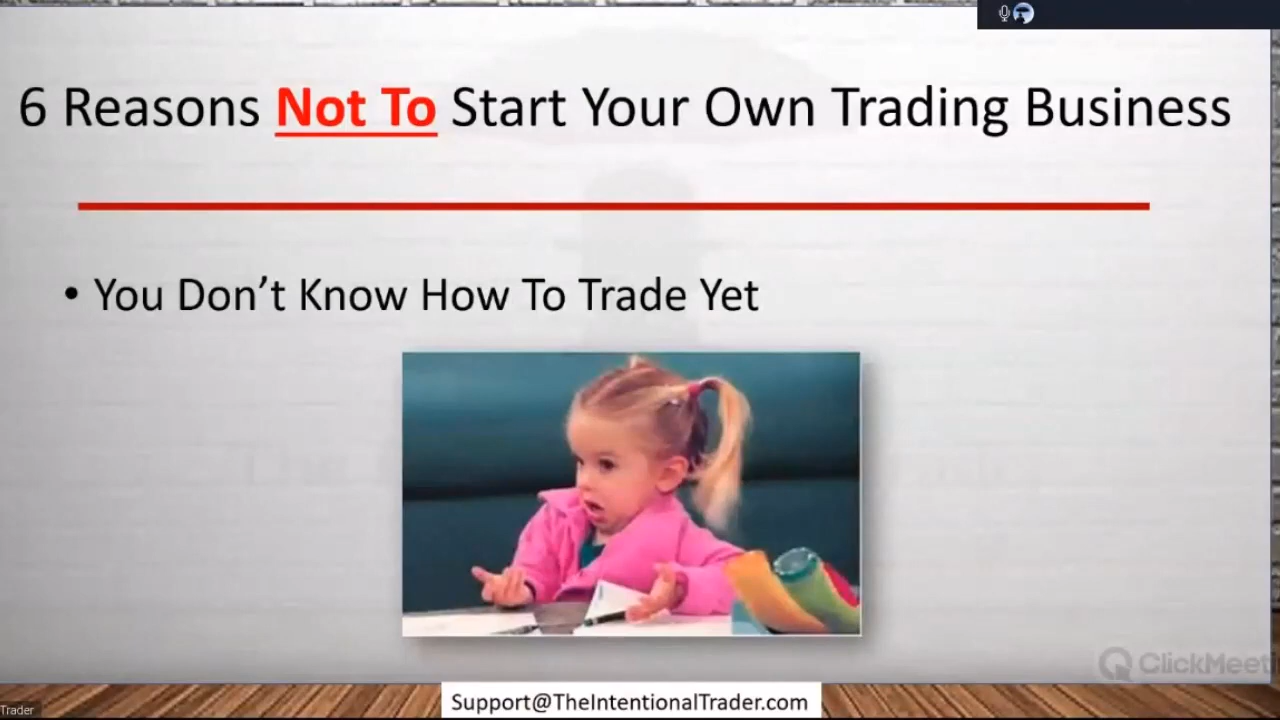 6 Reasons Not To Start Your Own Trading Business
• You Don’t Know How To Trade Yet
ClickMeeti
Support@TheIntentionalTrader.com
Trader